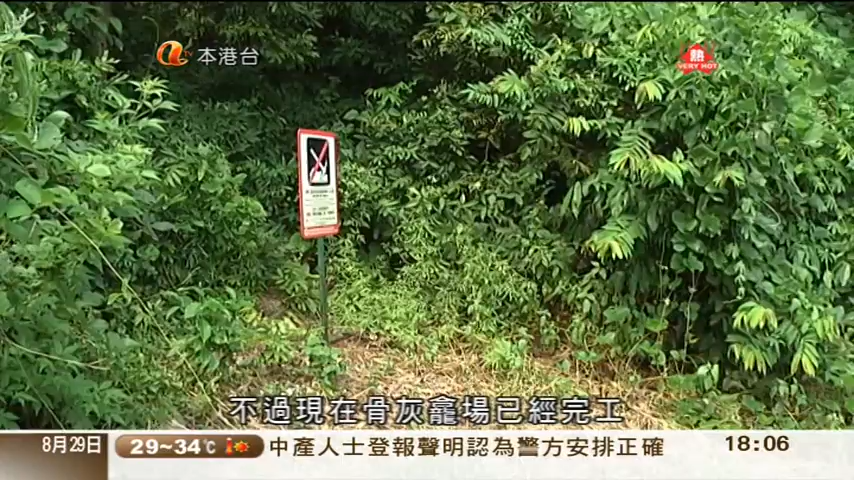 本港台
熱
VERY HOT
不過現在骨灰龕場已經完工
8月29日
29~34°C
中產人士登報聲明認為警方安排正確
18:06